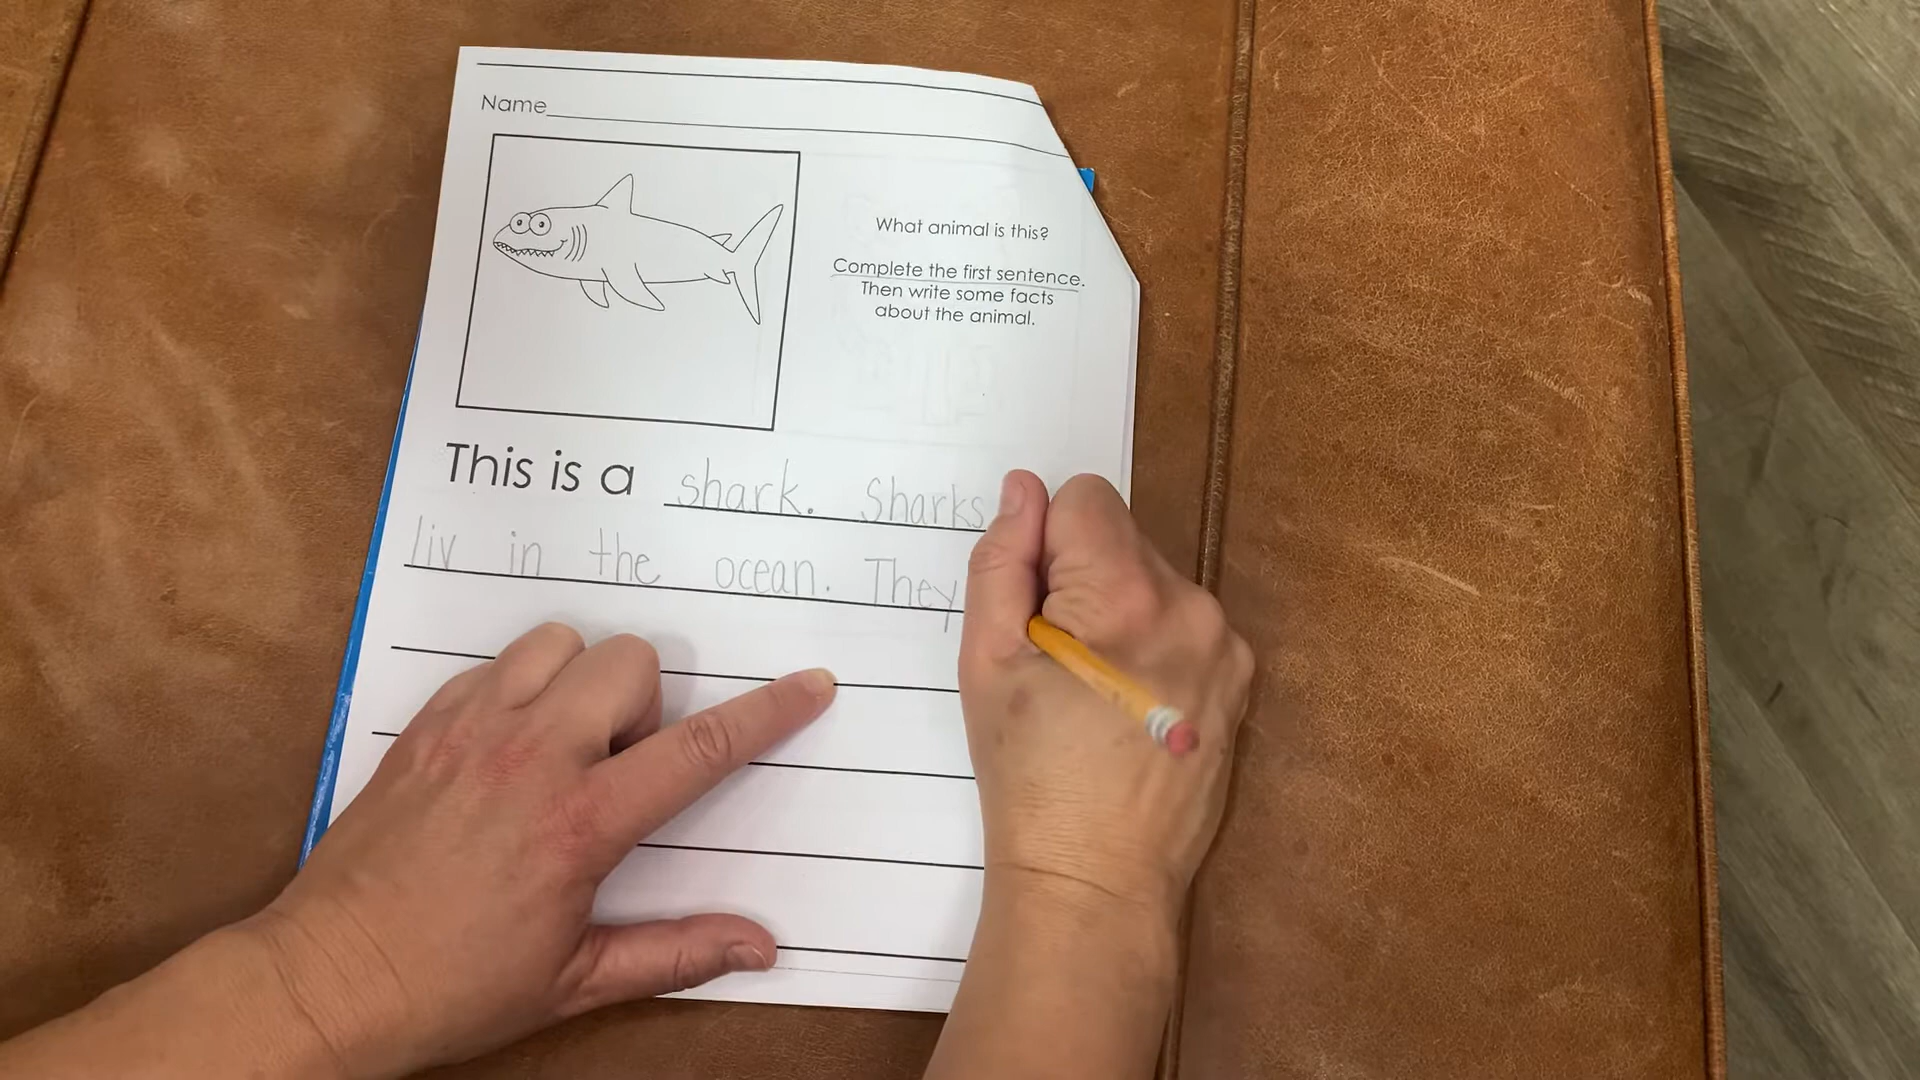 Name
What animal is this?
Complete the first sentence.
Then write some facts
about the animal.
This is a shark. Sharks
liv in the ocean. They